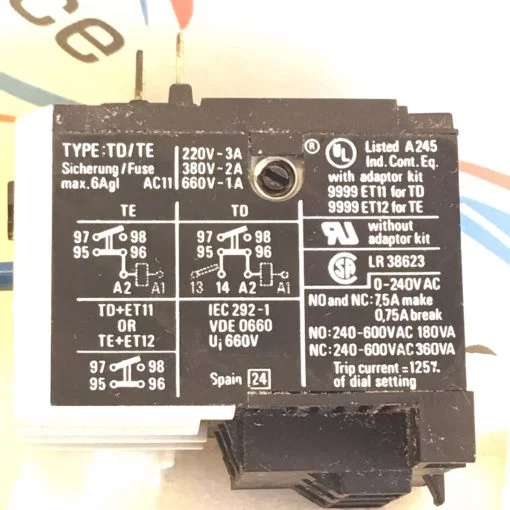 ce
TYPE:TD/TE
Sicherung/Fuse
max.6Agl AC11
220V~3A
380V~2A
660V~1A
TE
97 98
95 96
A2 A1
TD
97 98
95 96
13 14 A2 A1
TD+ET11
OR
TE+ET12
97 98
95 96
IEC 292-1
VDE 0660
Ui 660V
Spain 24
® UL Listed A245
Ind. Cont. Eq.
with adaptor kit
9999 ET11 for TD
9999 ET12 for TE
without
adaptor kit
LR 38623
0-240VAC
NO and NC: 7,5A make
0,75A break
NO: 240-600VAC 180VA
NC: 240-600VAC 360VA
Trip current =125%
of dial setting